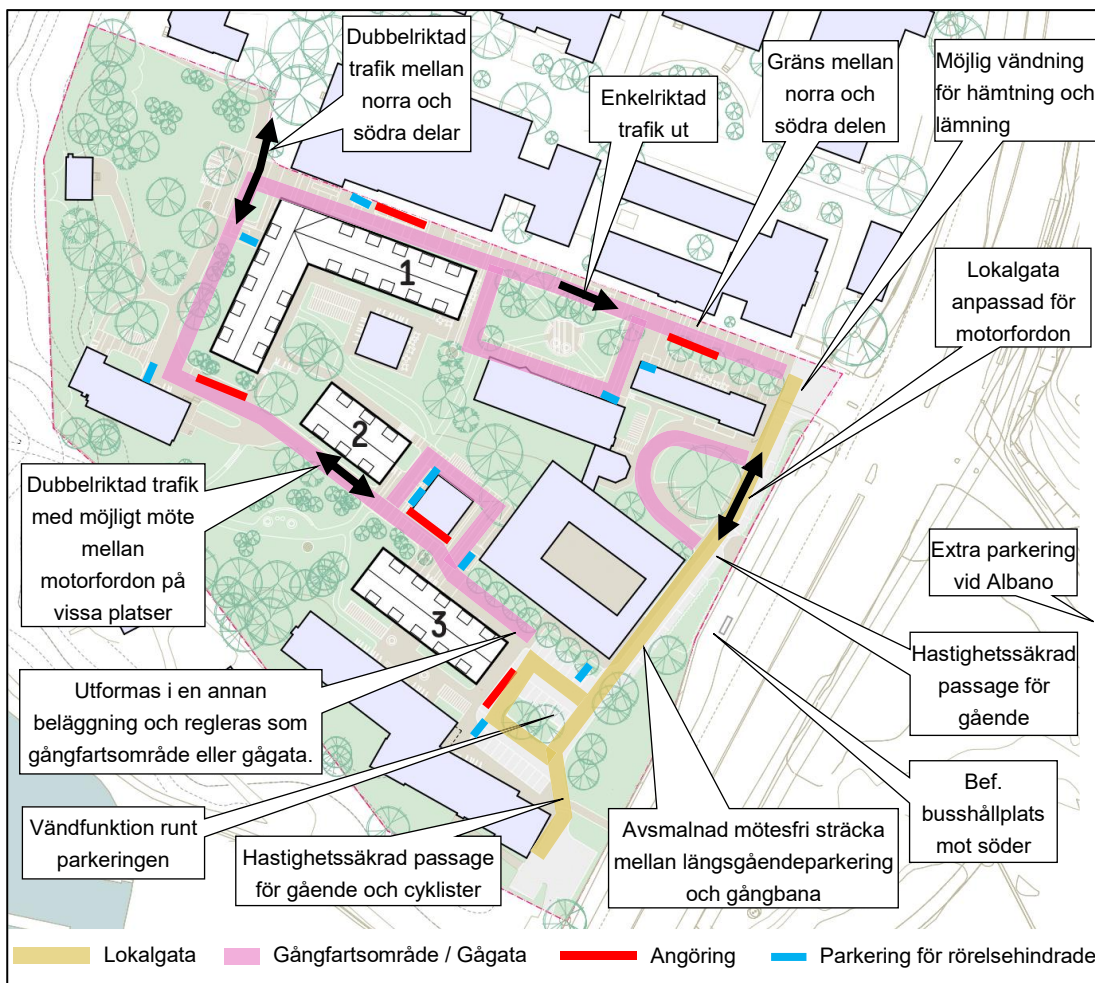 Dubbelriktad
trafik mellan
norra och
södra delar
Enkelriktad
trafik ut
Gräns mellan
norra och
södra delen
Möjlig vändning
för hämtning och
lämning
Lokalgata
anpassad för
motorfordon
1
2
3
Dubbelriktad trafik
med möjligt möte
mellan
motorfordon på
vissa platser
Extra parkering
vid Albano
Hastighetssäkrad
passage för
gående
Utformas i en annan
beläggning och regleras som
gångfartsområde eller gågata.
Bef.
busshållplats
mot söder
Vändfunktion runt
parkeringen
Hastighetssäkrad passage
för gående och cyklister
Avsmalnad mötesfri sträcka
mellan längsgåendeparkering
och gångbana
Lokalgata
Gångfartsområde / Gågata
Angöring
Parkering för rörelsehindrade